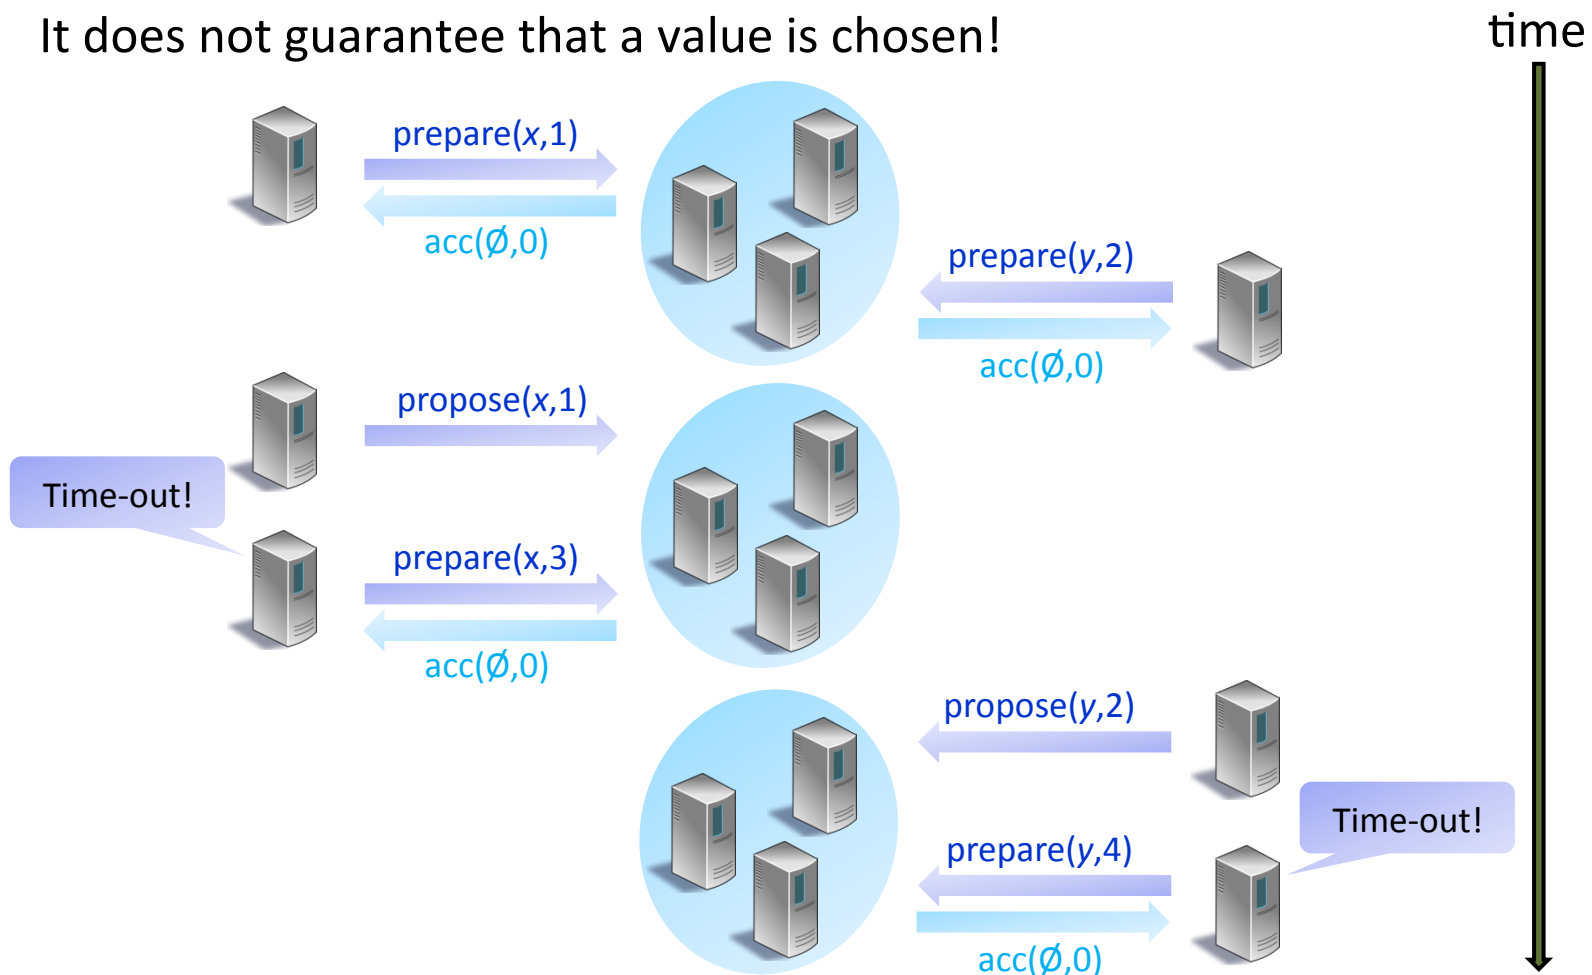 It does not guarantee that a value is chosen!
time
prepare(x,1)
acc(Ø,0)
prepare(y,2)
acc(Ø,0)
propose(x,1)
Time-out!
prepare(x,3)
acc(Ø,0)
propose(y,2)
Time-out!
prepare(y,4)
acc(Ø,0)